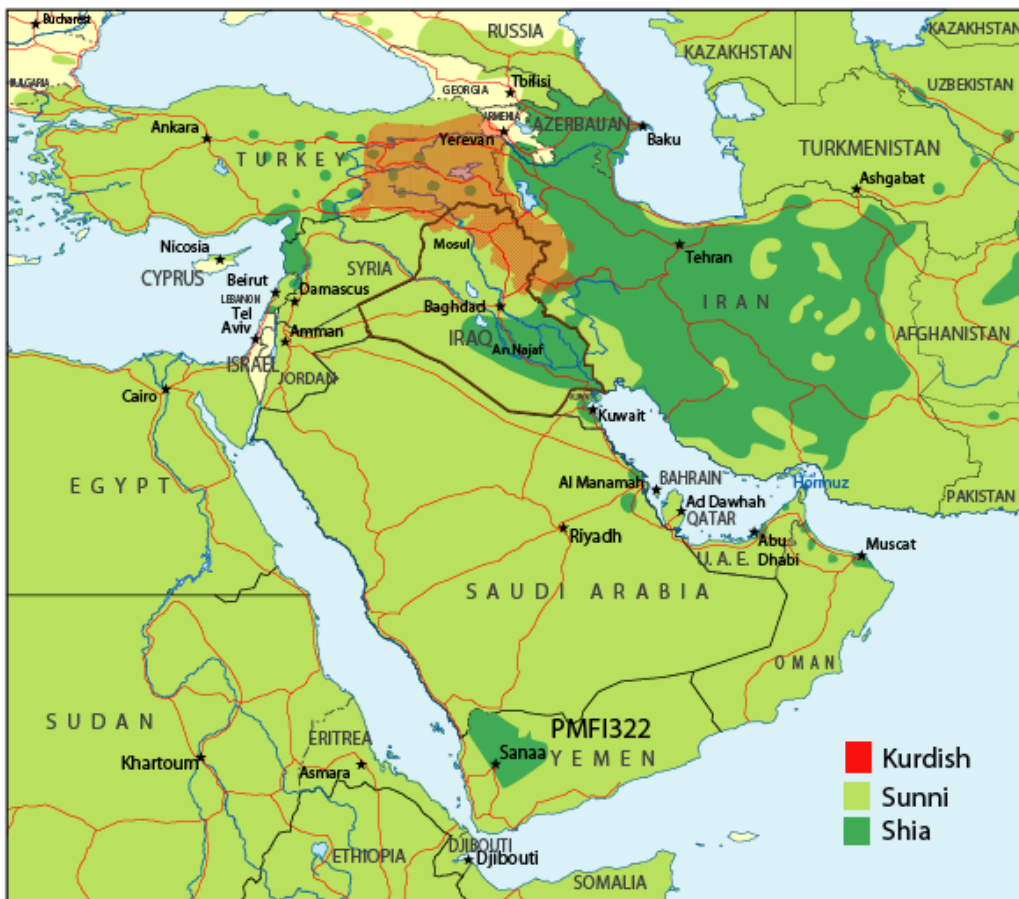 Bucharest
RUSSIA
KAZAKHSTAN
KAZAKHSTAN
BULGARIA
GEORGIA
Tbilisi
UZBEKISTAN
ARMENIA
AZERBAIJAN
Ankara
Yerevan
Baku
TURKEY
TURKMENISTAN
Ashgabat
Nicosia
Mosul
Tehran
CYPRUS
SYRIA
Beirut
LEBANON
Damascus
IRAN
Tel
Aviv
Baghdad
AFGHANISTAN
Amman
IRAQ
An Najaf
ISRAEL
JORDAN
Cairo
Kuwait
EGYPT
Al Manamah
BAHRAIN
Hormuz
Ad Dawhah
QATAR
PAKISTAN
Riyadh
Abu
Dhabi
U. A. E.
Muscat
SAUDI ARABIA
OMAN
SUDAN
PMFI322
ERITREA
Sanaa
YEMEN
Khartoum
Asmara
Kurdish
Sunni
Shia
DJIBOUTI
Djibouti
ETHIOPIA
SOMALIA